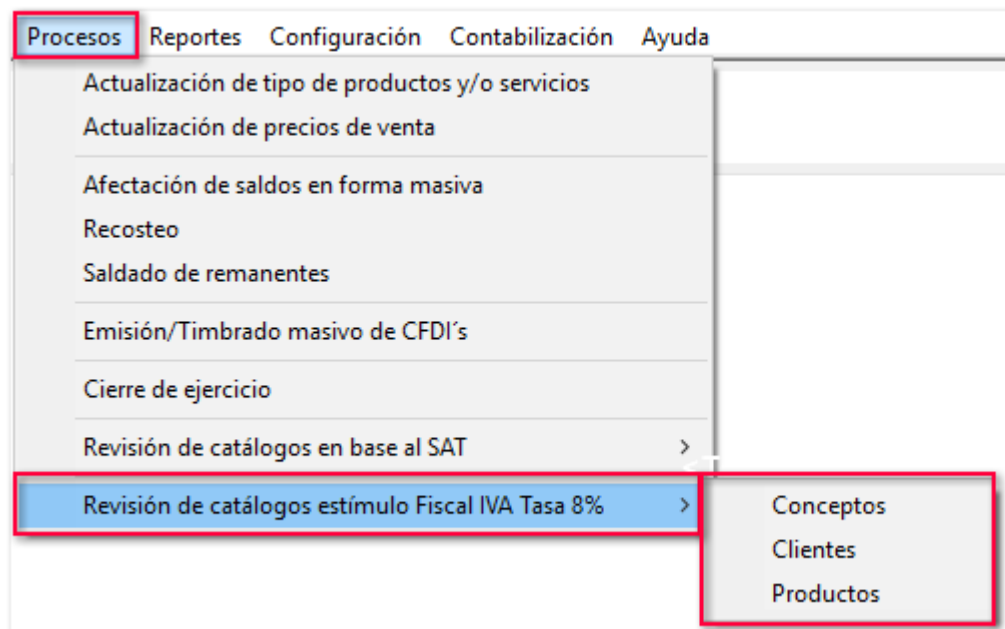 Procesos Reportes Configuración Contabilización Ayuda
Actualización de tipo de productos y/o servicios
Actualización de precios de venta
Afectación de saldos en forma masiva
Recosteo
Saldado de remanentes
Emisión/Timbrado masivo de CFDI´s
Cierre de ejercicio
Revisión de catálogos en base al SAT >
Revisión de catálogos estímulo Fiscal IVA Tasa 8% >
Conceptos
Clientes
Productos